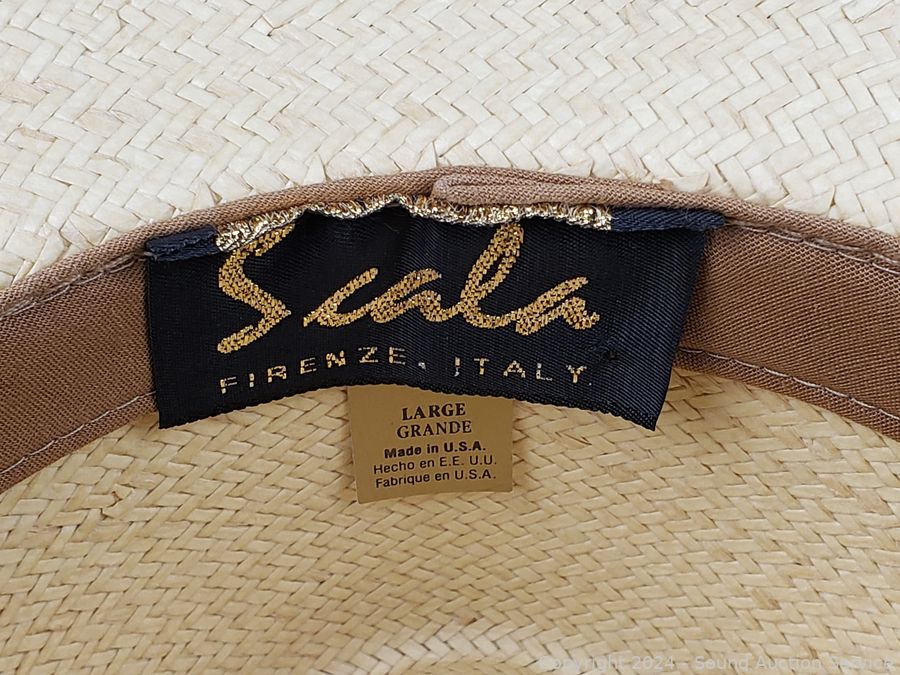 Scala
FIRENZE, ITALY
LARGE
GRANDE
Made in U.S.A.
Hecho en E.E. U.U.
Fabrique en U.S.A.
Copyright 2024 - Sound Auction Service